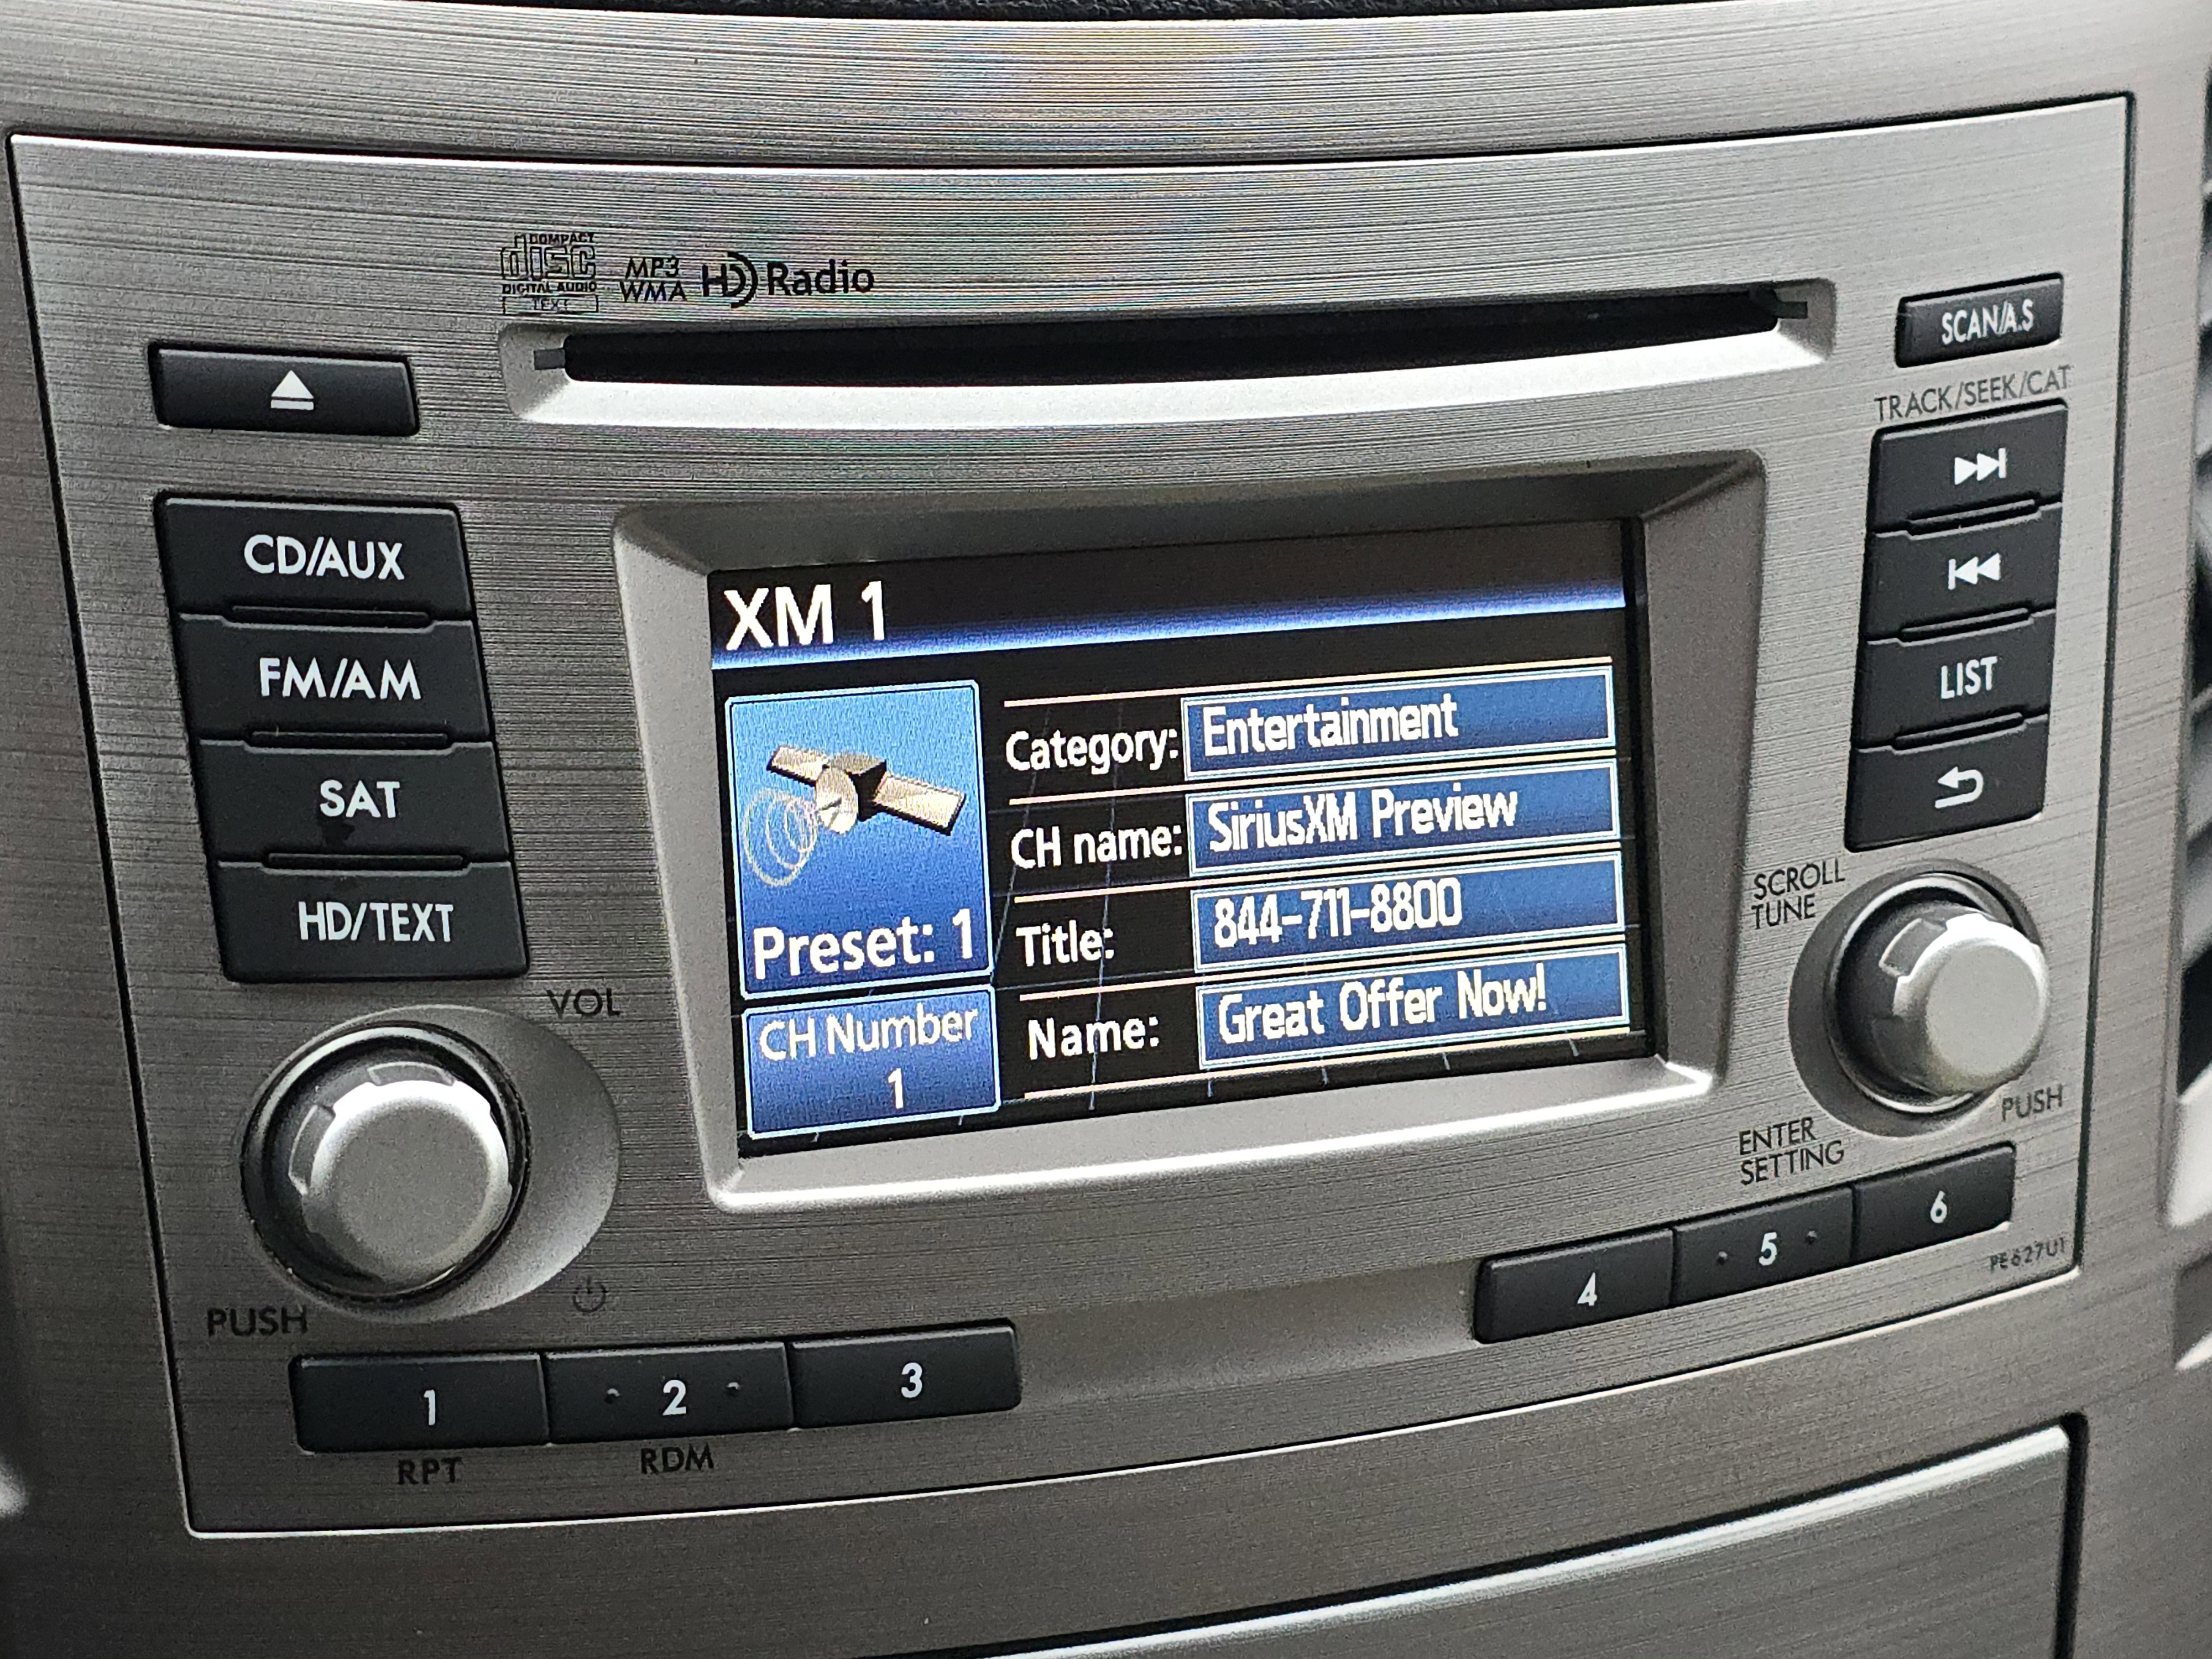 COMPACT
disc
DIGITAL AUDIO
TEXT
MP3
WMA
HD Radio
SCAN/A.S
TRACK/SEEK/CAT
CD/AUX
FM/AM
SAT
HD/TEXT
LIST
XM 1
Category: Entertainment
CH name: SiriusXM Preview
Title: 844-711-8800
Name: Great Offer Now!
Preset: 1
CH Number
1
VOL
PUSH
SCROLL
TUNE
PUSH
ENTER
SETTING
1
2
3
4
5
6
RPT
RDM
PE627U1